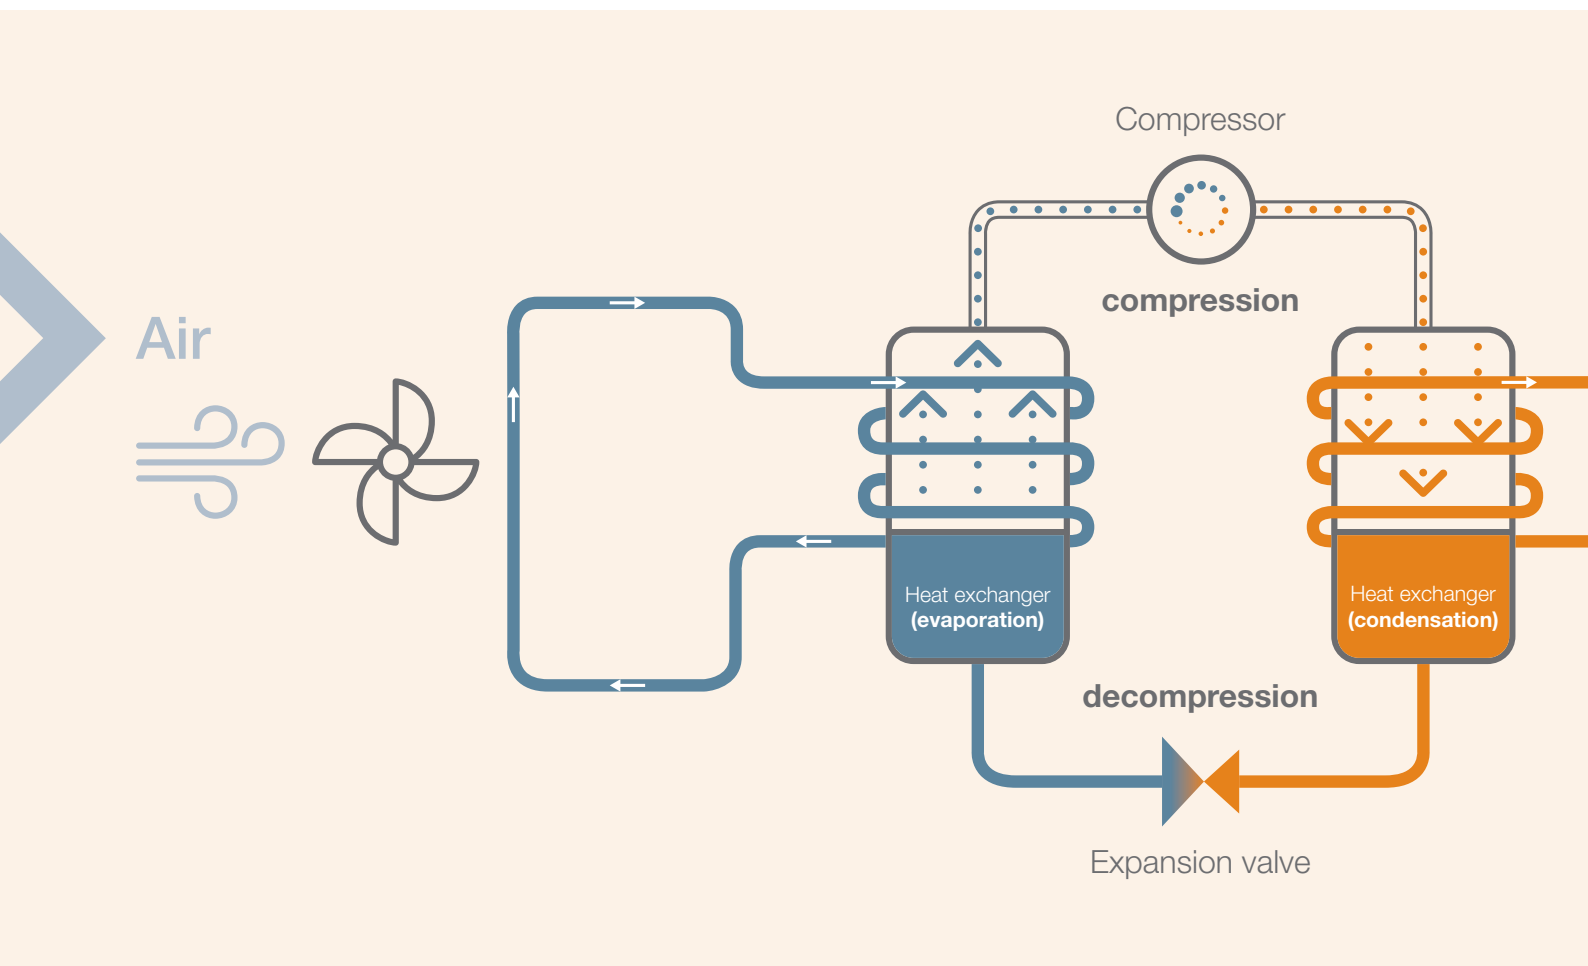 Compressor
compression
Air
Heat exchanger
(evaporation)
Heat exchanger
(condensation)
decompression
Expansion valve